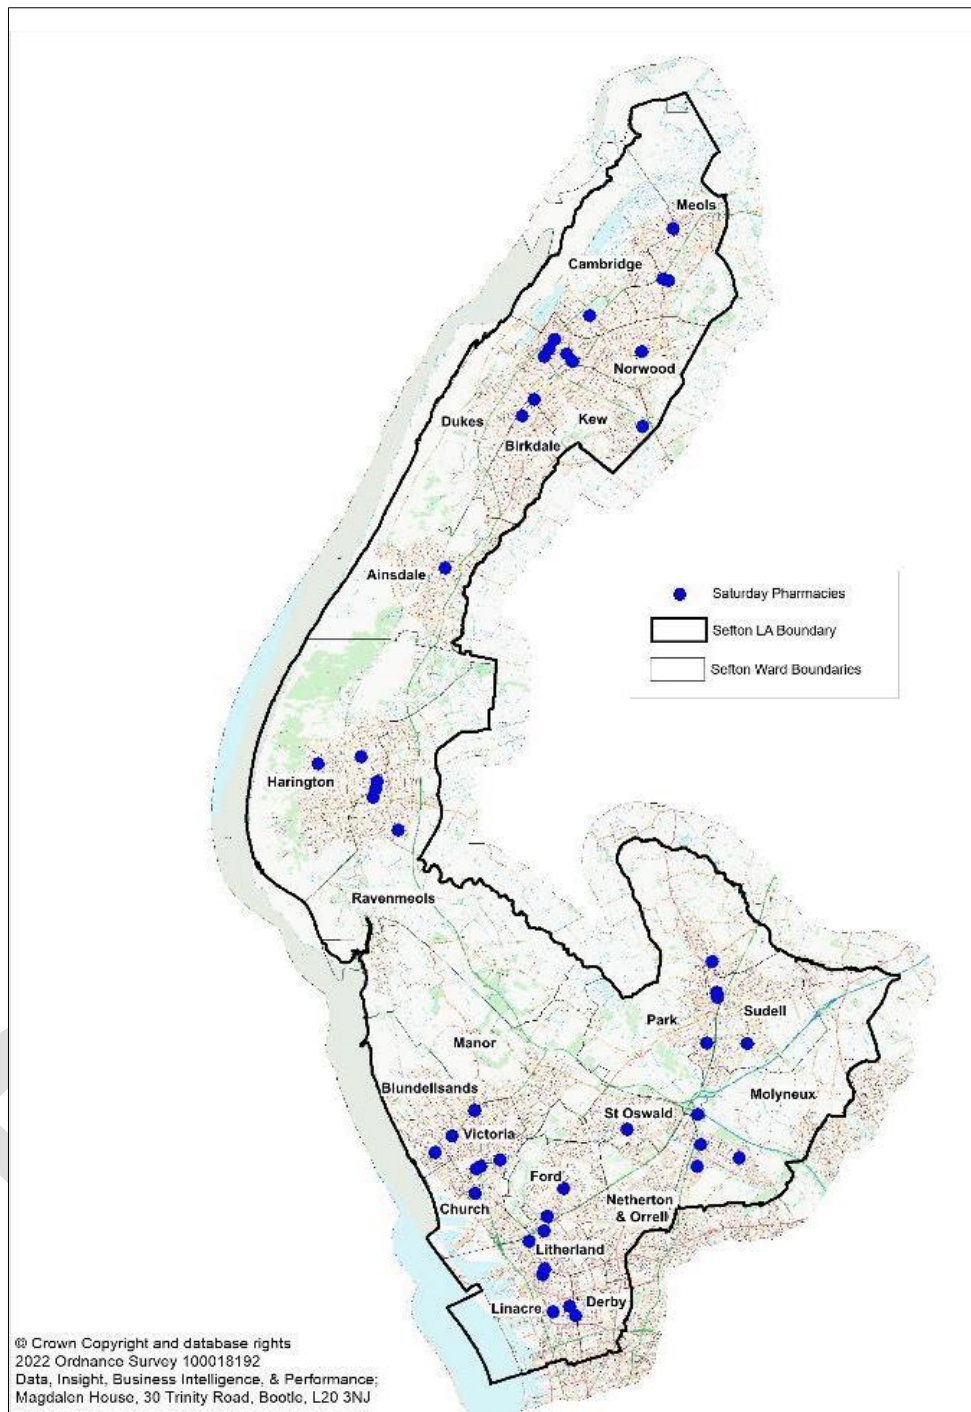 Meols
Cambridge
Norwood
Dukes
Kew
Birkdale
Ainsdale
Saturday Pharmacies
Sefton LA Boundary
Sefton Ward Boundaries
Harington
Ravenmeols
Park
Sudell
Manor
Blundellsands
Molyneux
St Oswald
Victoria
Ford
Netherton
& Orrell
Church
Litherland
Linacre
Derby
© Crown Copyright and database rights
2022 Ordnance Survey 100018192
Data, Insight, Business Intelligence, & Performance;
Magdalen House, 30 Trinity Road, Bootle, L20 3NJ